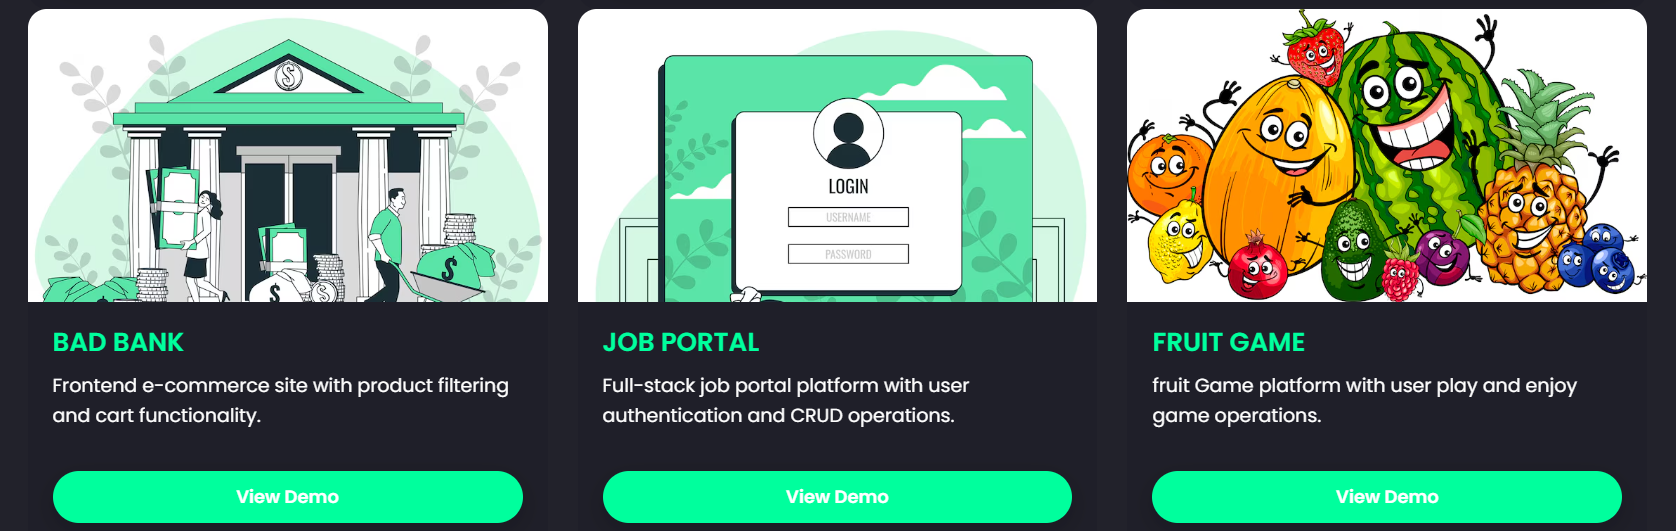 $
$
$
$
LOGIN
USERNAME
PASSWORD
BAD BANK
Frontend e-commerce site with product filtering
and cart functionality.
View Demo
JOB PORTAL
Full-stack job portal platform with user
authentication and CRUD operations.
View Demo
FRUIT GAME
fruit Game platform with user play and enjoy
game operations.
View Demo